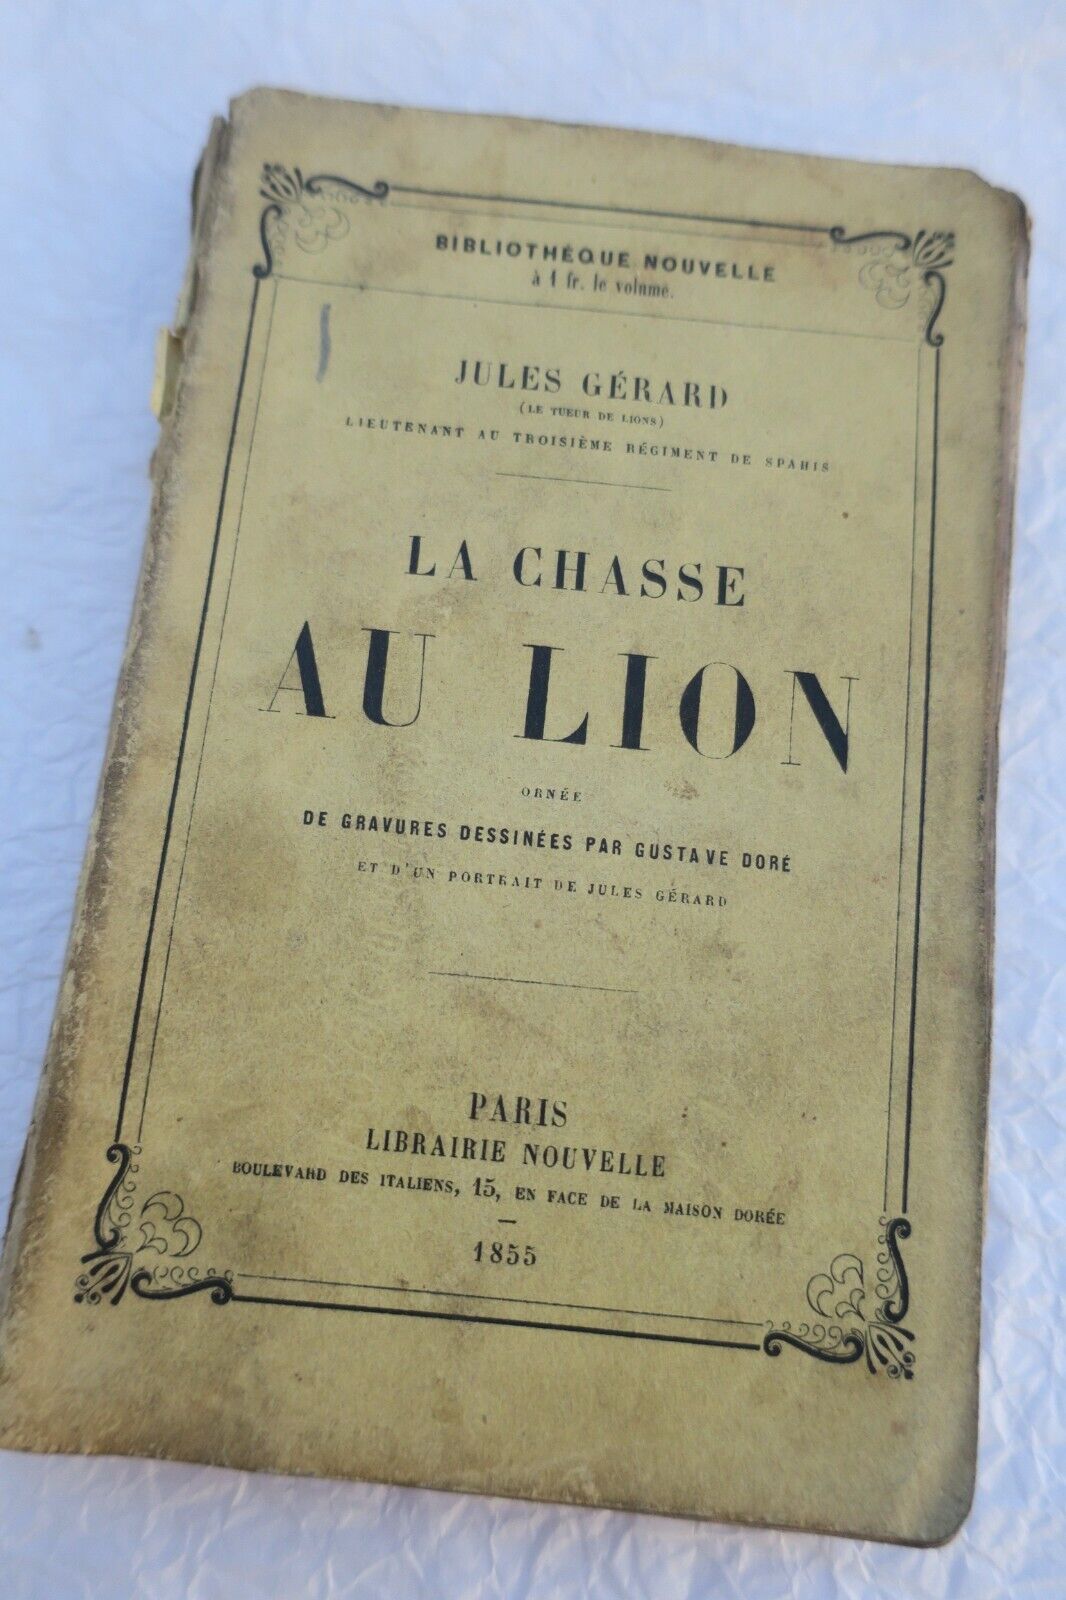 BIBLIOTHÈQUE NOUVELLE
à 1 fr. le volume.
JULES GÉRARD
(LE TUEUR DE LIONS)
LIEUTENANT AU TROISIÈME RÉGIMENT DE SPAHIS
LA CHASSE
AU LION
ORNÉE
DE GRAVURES DESSINÉES PAR GUSTAVE DORÉ
ET D'UN PORTRAIT DE JULES GÉRARD
PARIS
LIBRAIRIE NOUVELLE
BOULEVARD DES ITALIENS, 15, EN FACE DE LA MAISON DORÉE
—
1855